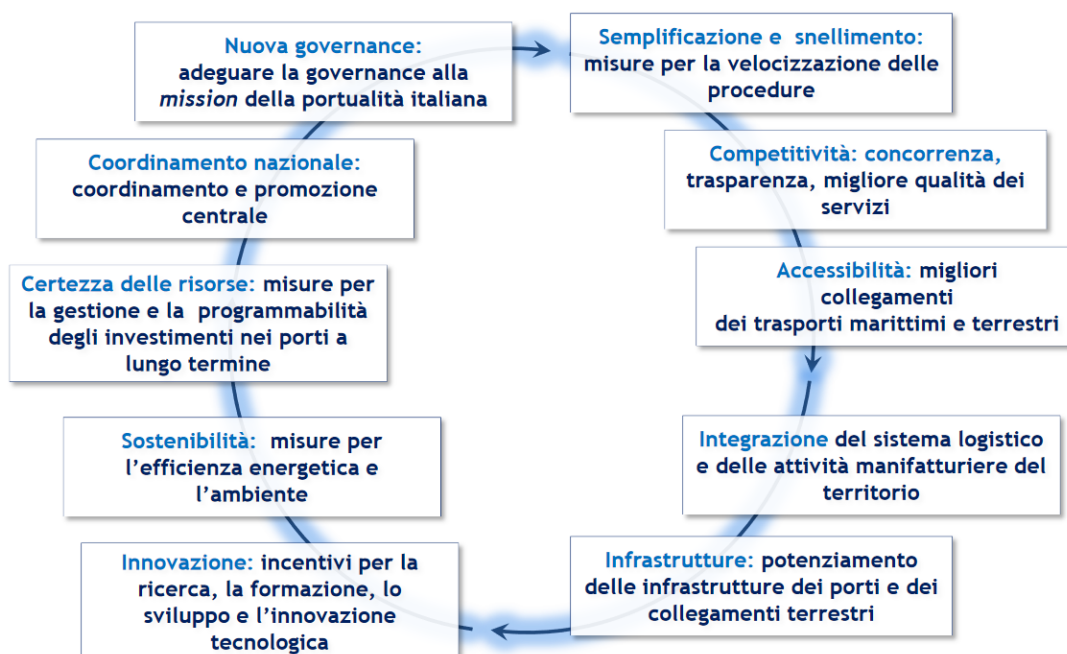 Nuova governance:
adeguare la governance alla
mission della portualità italiana
Semplificazione e snellimento:
misure per la velocizzazione delle
procedure
Competitività: concorrenza,
trasparenza, migliore qualità dei
servizi
Accessibilità: migliori
collegamenti
dei trasporti marittimi e terrestri
Integrazione del sistema logistico
e delle attività manifatturiere del
territorio
Infrastrutture: potenziamento
delle infrastrutture dei porti e dei
collegamenti terrestri
Innovazione: incentivi per la
ricerca, la formazione, lo
sviluppo e l’innovazione
tecnologica
Sostenibilità: misure per
l’efficienza energetica e
l’ambiente
Certezza delle risorse: misure per
la gestione e la programmabilità
degli investimenti nei porti a
lungo termine
Coordinamento nazionale:
coordinamento e promozione
centrale